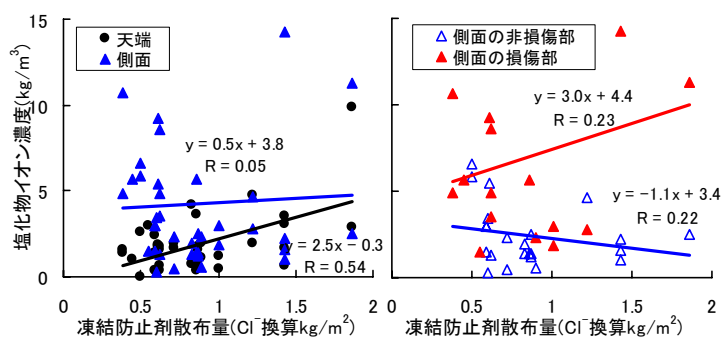 塩化物イオン濃度(kg/m³)
15
10
5
0
● 天端
▲ 側面
y = 0.5x + 3.8
R = 0.05
y = 2.5x − 0.3
R = 0.54
0 0.5 1 1.5 2
凍結防止剤散布量(Cl⁻換算kg/m²)
△ 側面の非損傷部
▲ 側面の損傷部
y = 3.0x + 4.4
R = 0.23
y = −1.1x + 3.4
R = 0.22
0 0.5 1 1.5 2
凍結防止剤散布量(Cl⁻換算kg/m²)